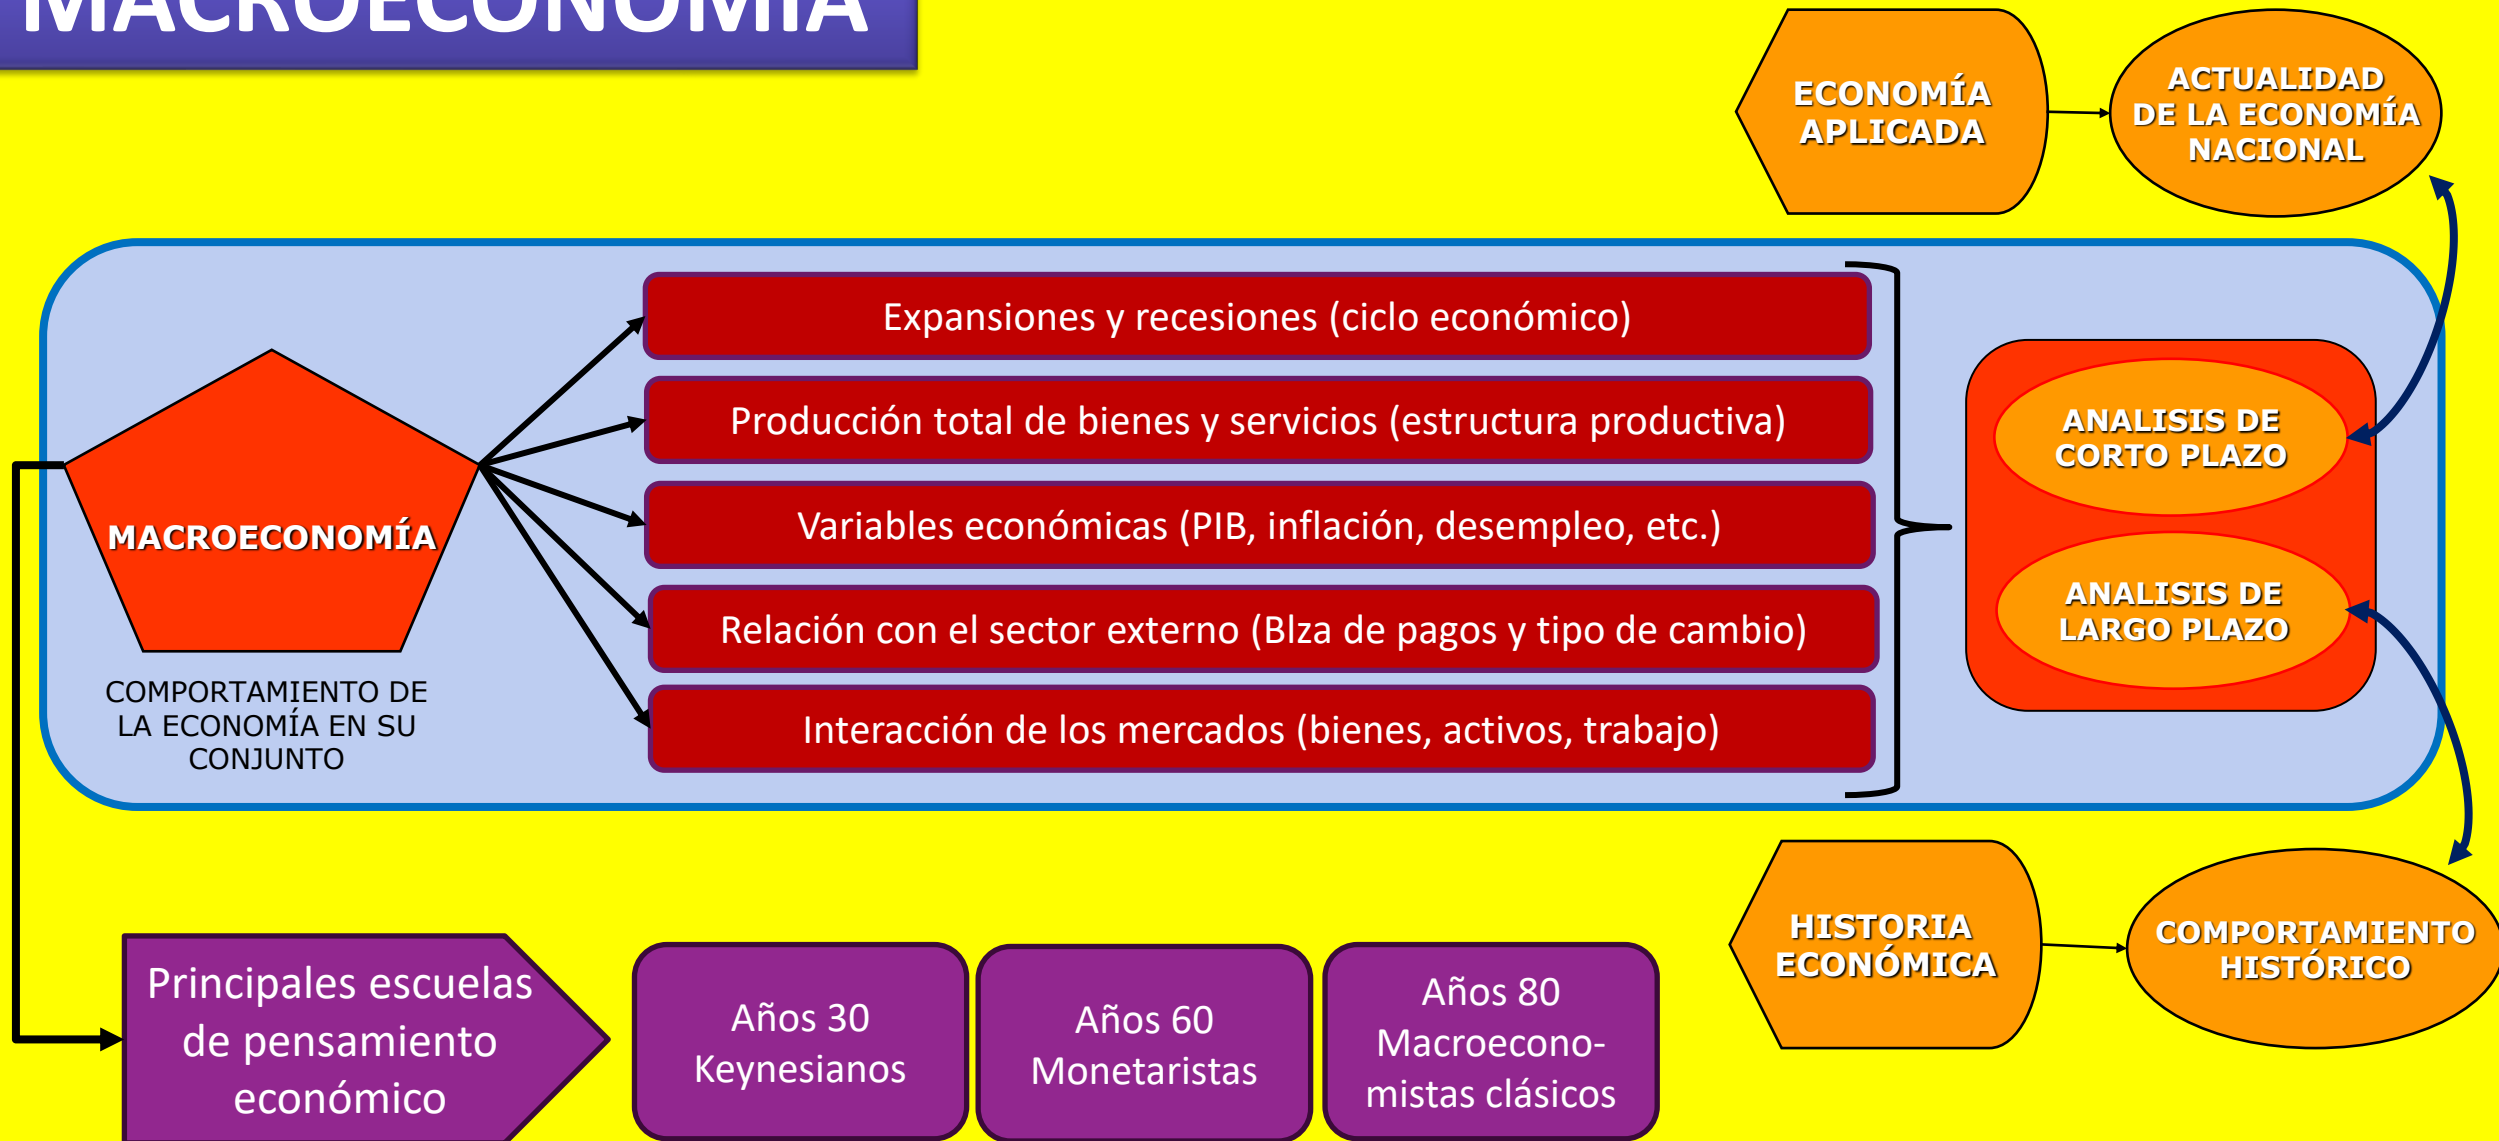 MACROECONOMÍA
ECONOMÍA
APLICADA
ACTUALIDAD
DE LA ECONOMÍA
NACIONAL
MACROECONOMÍA
COMPORTAMIENTO DE
LA ECONOMÍA EN SU
CONJUNTO
Expansiones y recesiones (ciclo económico)
Producción total de bienes y servicios (estructura productiva)
Variables económicas (PIB, inflación, desempleo, etc.)
Relación con el sector externo (Blza de pagos y tipo de cambio)
Interacción de los mercados (bienes, activos, trabajo)
ANALISIS DE
CORTO PLAZO
ANALISIS DE
LARGO PLAZO
Principales escuelas
de pensamiento
económico
Años 30
Keynesianos
Años 60
Monetaristas
Años 80
Macroecono-
mistas clásicos
HISTORIA
ECONÓMICA
COMPORTAMIENTO
HISTÓRICO